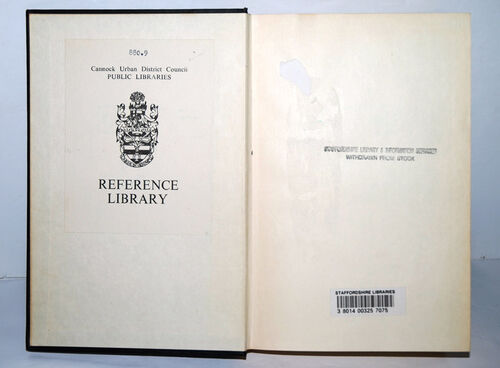 880.9
Cannock Urban District Council
PUBLIC LIBRARIES
REFERENCE
LIBRARY
STAFFORDSHIRE LIBRARY & INFORMATION SERVICES
WITHDRAWN FROM STOCK
STAFFORDSHIRE LIBRARIES
3 8014 00325 7075